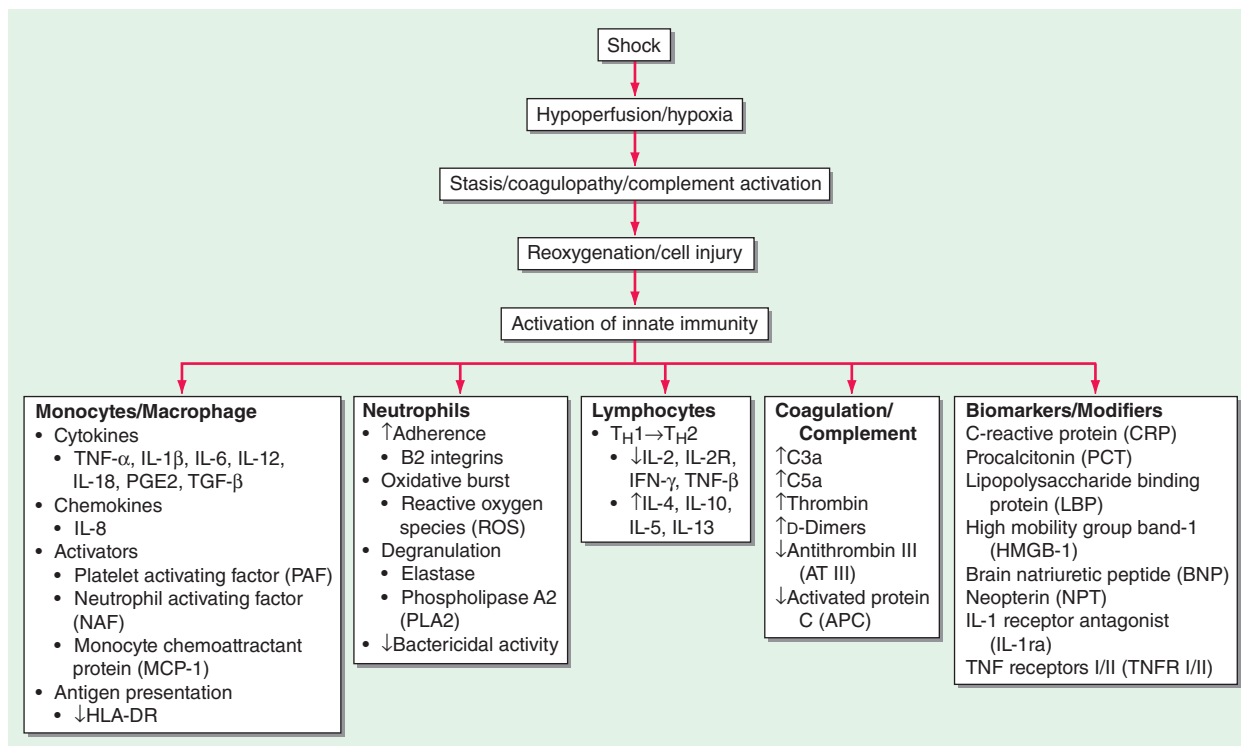 Shock
Hypoperfusion/hypoxia
Stasis/coagulopathy/complement activation
Reoxygenation/cell injury
Activation of innate immunity
Monocytes/Macrophage
• Cytokines
• TNF-α, IL-1β, IL-6, IL-12,
IL-18, PGE2, TGF-β
• Chemokines
• IL-8
• Activators
• Platelet activating factor (PAF)
• Neutrophil activating factor
(NAF)
• Monocyte chemoattractant
protein (MCP-1)
• Antigen presentation
• ↓HLA-DR
Neutrophils
• ↑Adherence
• B2 integrins
• Oxidative burst
• Reactive oxygen
species (ROS)
• Degranulation
• Elastase
• Phospholipase A2
(PLA2)
• ↓Bactericidal activity
Lymphocytes
• TH1→TH2
• ↓IL-2, IL-2R,
IFN-γ, TNF-β
• ↑IL-4, IL-10,
IL-5, IL-13
Coagulation/
Complement
↑C3a
↑C5a
↑Thrombin
↑D-Dimers
↓Antithrombin III
(AT III)
↓Activated protein
C (APC)
Biomarkers/Modifiers
C-reactive protein (CRP)
Procalcitonin (PCT)
Lipopolysaccharide binding
protein (LBP)
High mobility group band-1
(HMGB-1)
Brain natriuretic peptide (BNP)
Neopterin (NPT)
IL-1 receptor antagonist
(IL-1ra)
TNF receptors I/II (TNFR I/II)